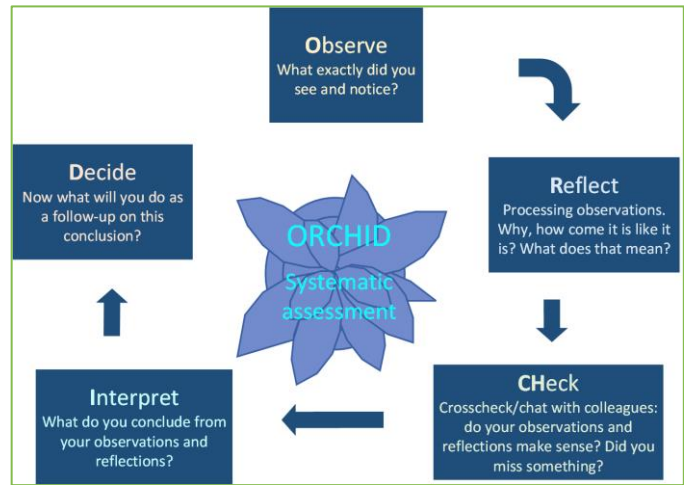 Observe
What exactly did you
see and notice?
Reflect
Processing observations.
Why, how come it is like it
is? What does that mean?
CHeck
Crosscheck/chat with colleagues:
do your observations and
reflections make sense? Did you
miss something?
Interpret
What do you conclude from
your observations and
reflections?
Decide
Now what will you do as
a follow-up on this
conclusion?
ORCHID
Systematic
assessment